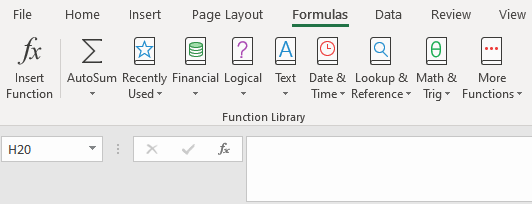 File Home Insert Page Layout Formulas Data Review View
fx Σ ? A θ
Insert AutoSum Recently Financial Logical Text Date & Lookup & Math & More
Function Used Time Reference Trig Functions
Function Library
H20 fx